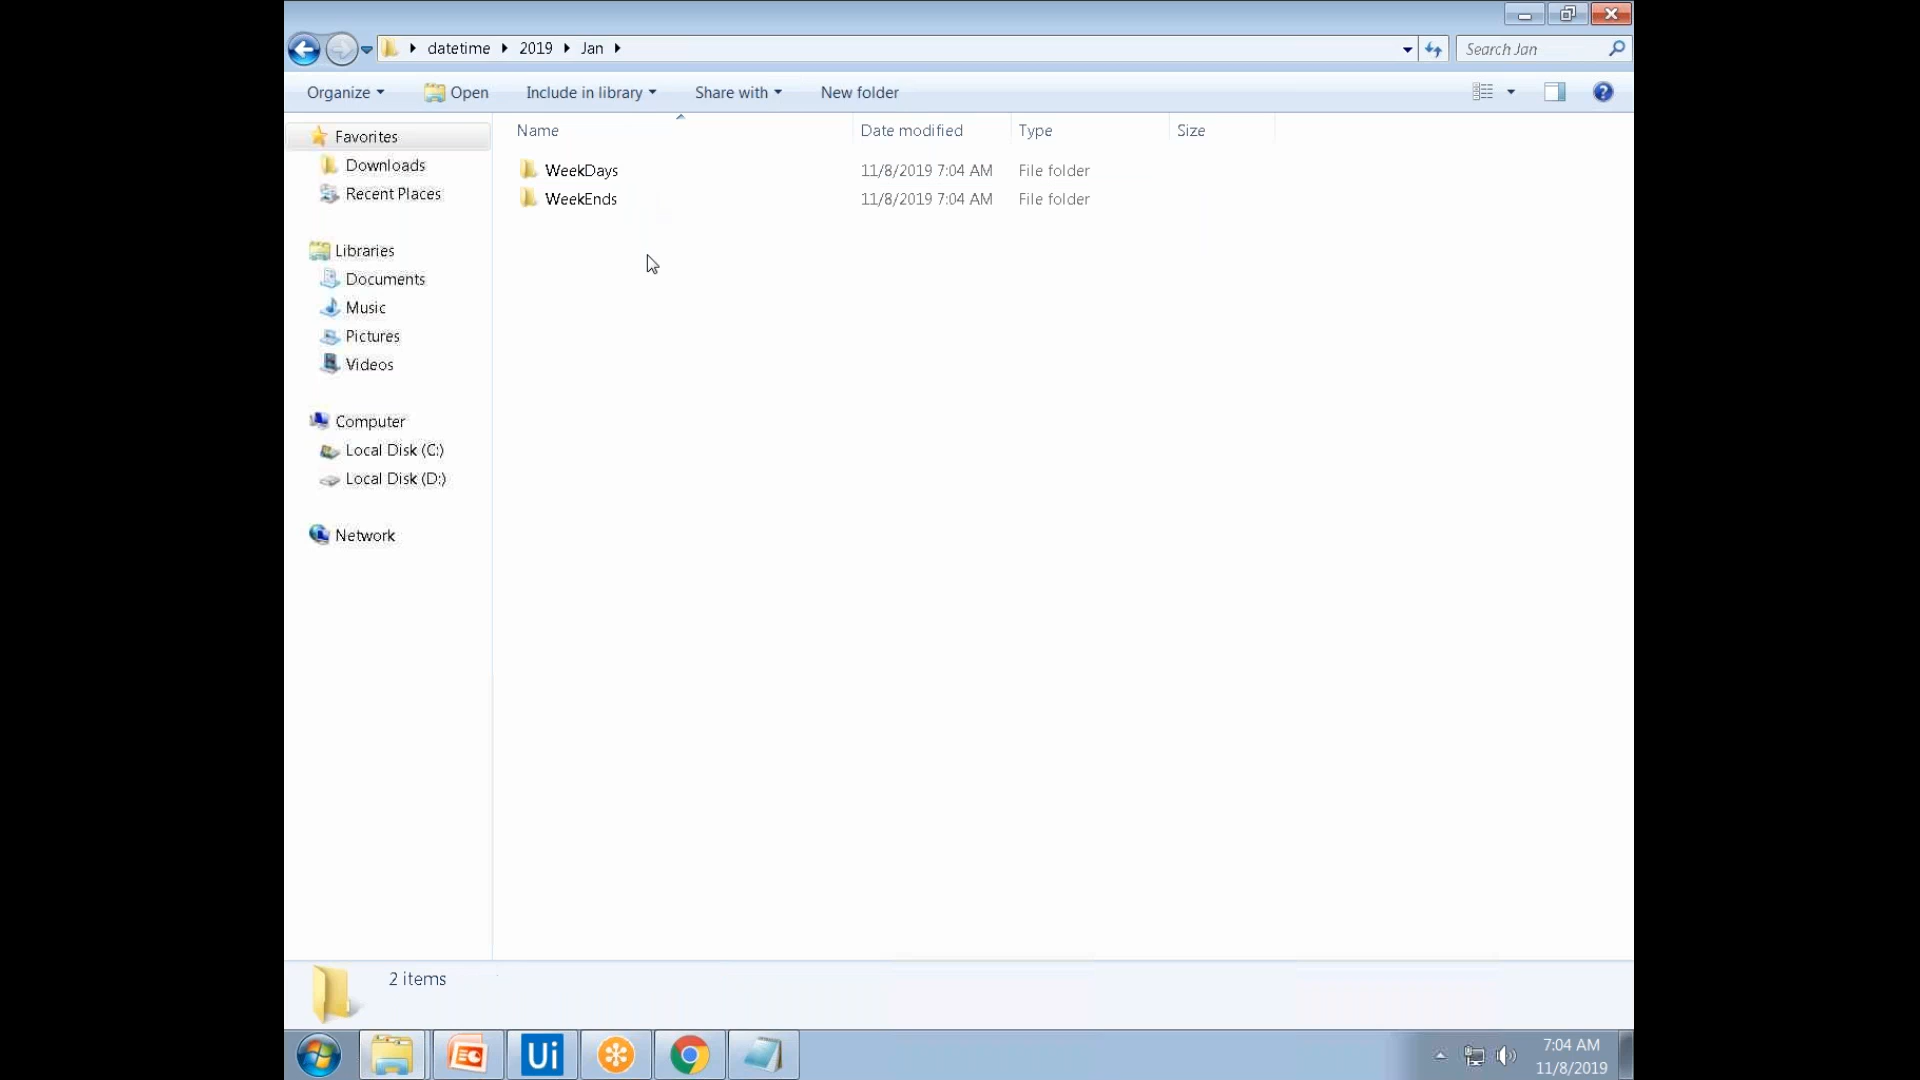 datetime 2019 Jan
Search Jan
Organize Open Include in library Share with New folder
Name Date modified Type Size
WeekDays 11/8/2019 7:04 AM File folder
WeekEnds 11/8/2019 7:04 AM File folder
Favorites
Downloads
Recent Places
Libraries
Documents
Music
Pictures
Videos
Computer
Local Disk (C:)
Local Disk (D:)
Network
2 items
Ui
7:04 AM
11/8/2019